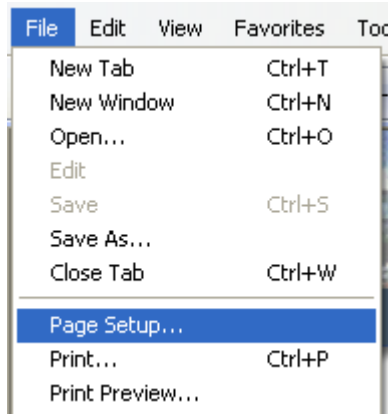 File Edit View Favorites
New Tab Ctrl+T
New Window Ctrl+N
Open... Ctrl+O
Edit
Save Ctrl+S
Save As...
Close Tab Ctrl+W
Page Setup...
Print... Ctrl+P
Print Preview...